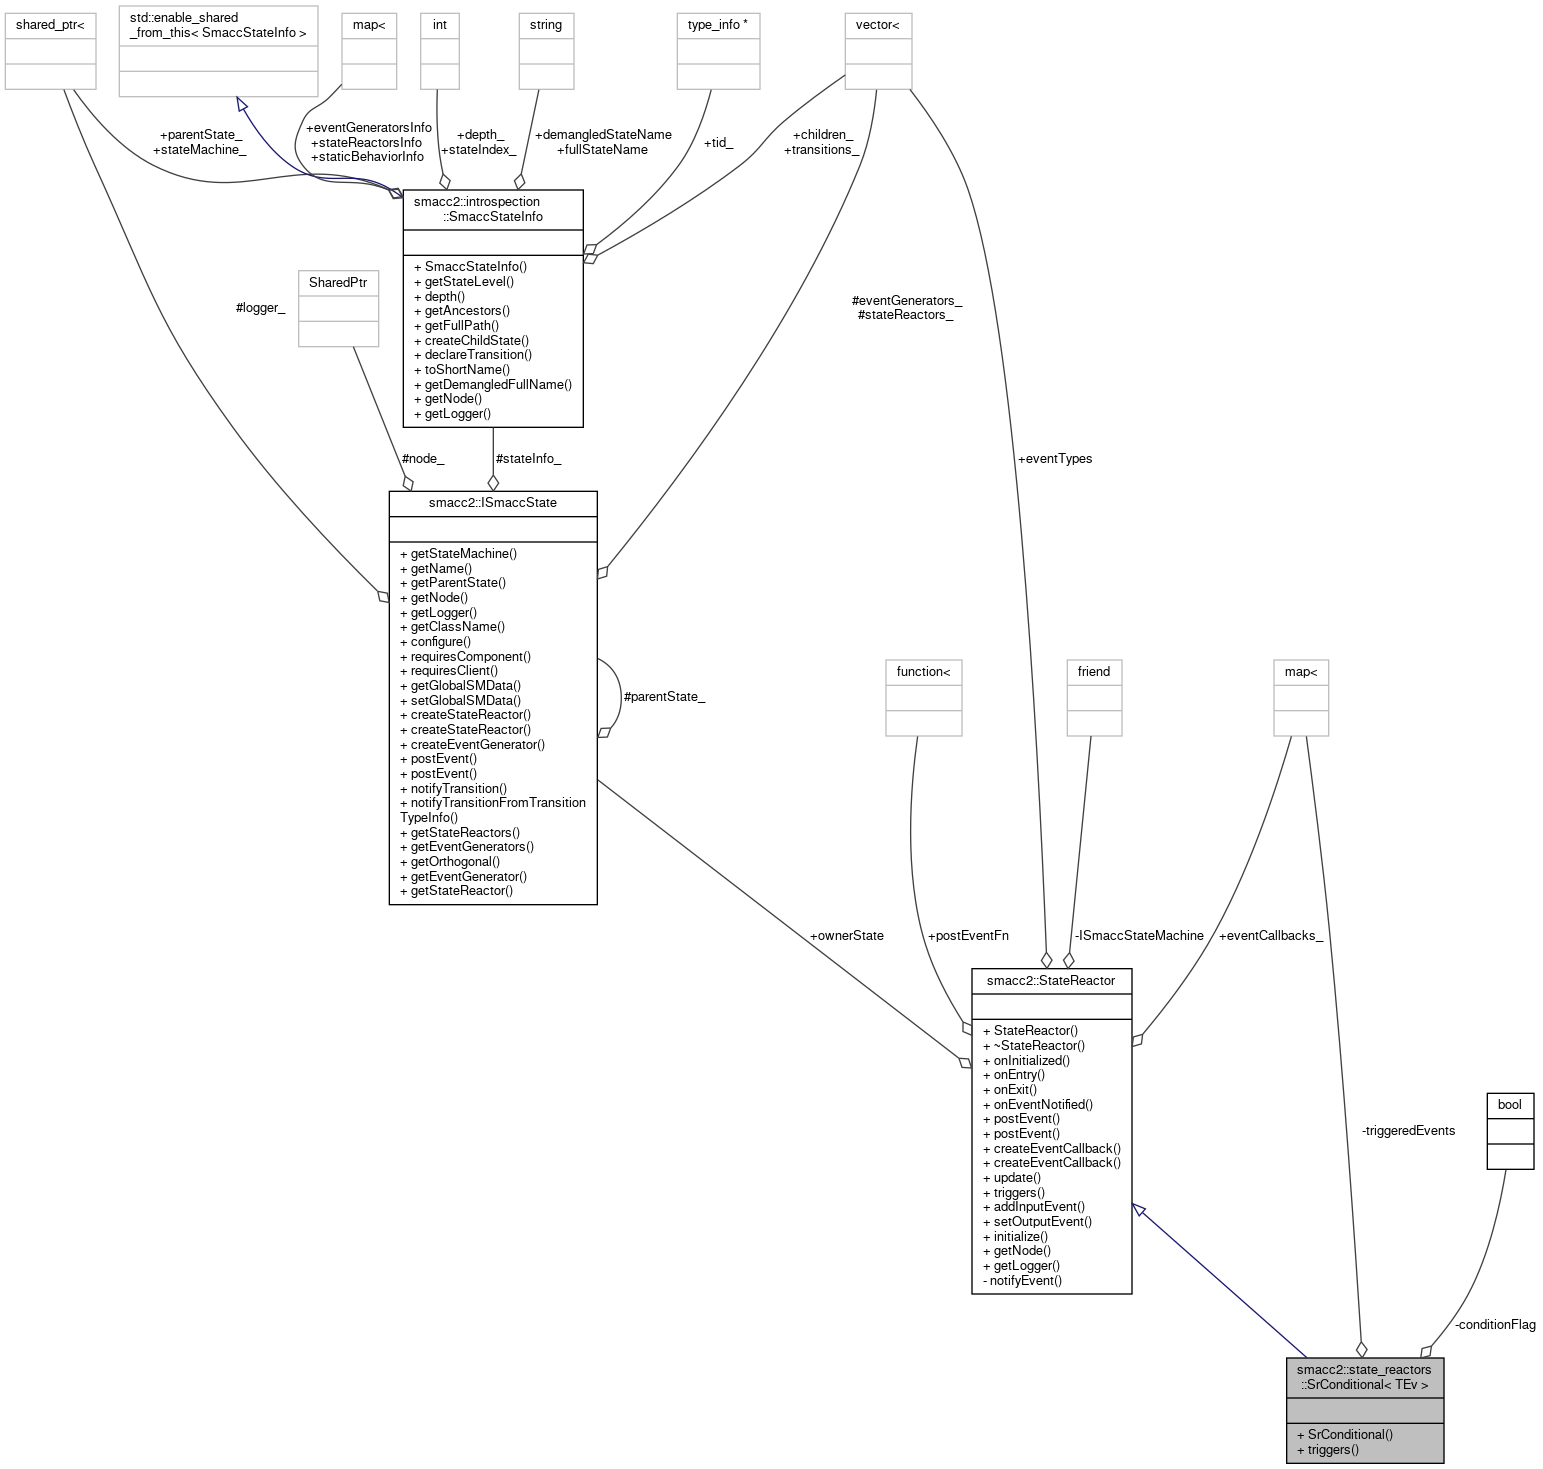 shared_ptr<
std::enable_shared
_from_this< SmaccStateInfo >
map<
int
string
type_info *
vector<
+parentState_
+stateMachine_
+eventGeneratorsInfo
+stateReactorsInfo
+staticBehaviorInfo
+depth_
+stateIndex_
+demangledStateName
+fullStateName
+tid_
+children_
+transitions_
smacc2::introspection
::SmaccStateInfo
+ SmaccStateInfo()
+ getStateLevel()
+ depth()
+ getAncestors()
+ getFullPath()
+ createChildState()
+ declareTransition()
+ toShortName()
+ getDemangledFullName()
+ getNode()
+ getLogger()
SharedPtr
#logger_
#eventGenerators_
#stateReactors_
#node_
#stateInfo_
+eventTypes
smacc2::ISmaccState
+ getStateMachine()
+ getName()
+ getParentState()
+ getNode()
+ getLogger()
+ getClassName()
+ configure()
+ requiresComponent()
+ requiresClient()
+ getGlobalSMData()
+ setGlobalSMData()
+ createStateReactor()
+ createStateReactor()
+ createEventGenerator()
+ postEvent()
+ postEvent()
+ notifyTransition()
+ notifyTransitionFromTransition
TypeInfo()
+ getStateReactors()
+ getEventGenerators()
+ getOrthogonal()
+ getEventGenerator()
+ getStateReactor()
#parentState_
function<
friend
map<
+ownerState
+postEventFn
-ISmaccStateMachine
+eventCallbacks_
smacc2::StateReactor
+ StateReactor()
+ ~StateReactor()
+ onInitialized()
+ onEntry()
+ onExit()
+ onEventNotified()
+ postEvent()
+ postEvent()
+ createEventCallback()
+ createEventCallback()
+ update()
+ triggers()
+ addInputEvent()
+ setOutputEvent()
+ initialize()
+ getNode()
+ getLogger()
- notifyEvent()
bool
-triggeredEvents
-conditionFlag
smacc2::state_reactors
::SrConditional< TEv >
+ SrConditional()
+ triggers()